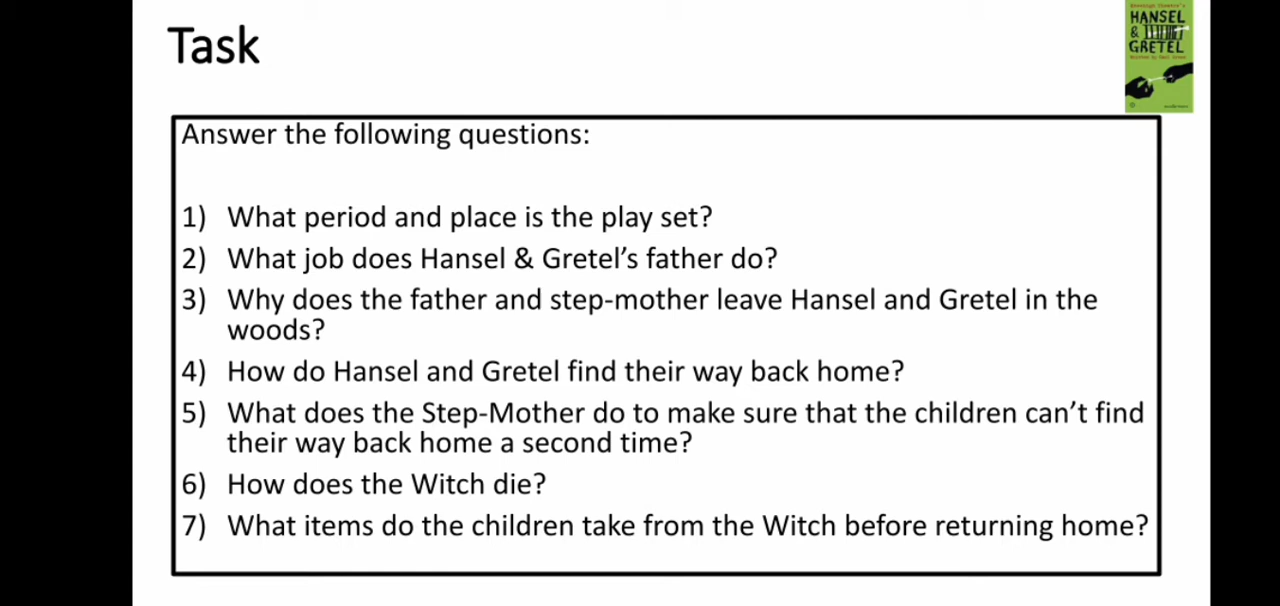 Task
HANSEL
&
GRETEL
Answer the following questions:
1) What period and place is the play set?
2) What job does Hansel & Gretel's father do?
3) Why does the father and step-mother leave Hansel and Gretel in the
woods?
4) How do Hansel and Gretel find their way back home?
5) What does the Step-Mother do to make sure that the children can't find
their way back home a second time?
6) How does the Witch die?
7) What items do the children take from the Witch before returning home?